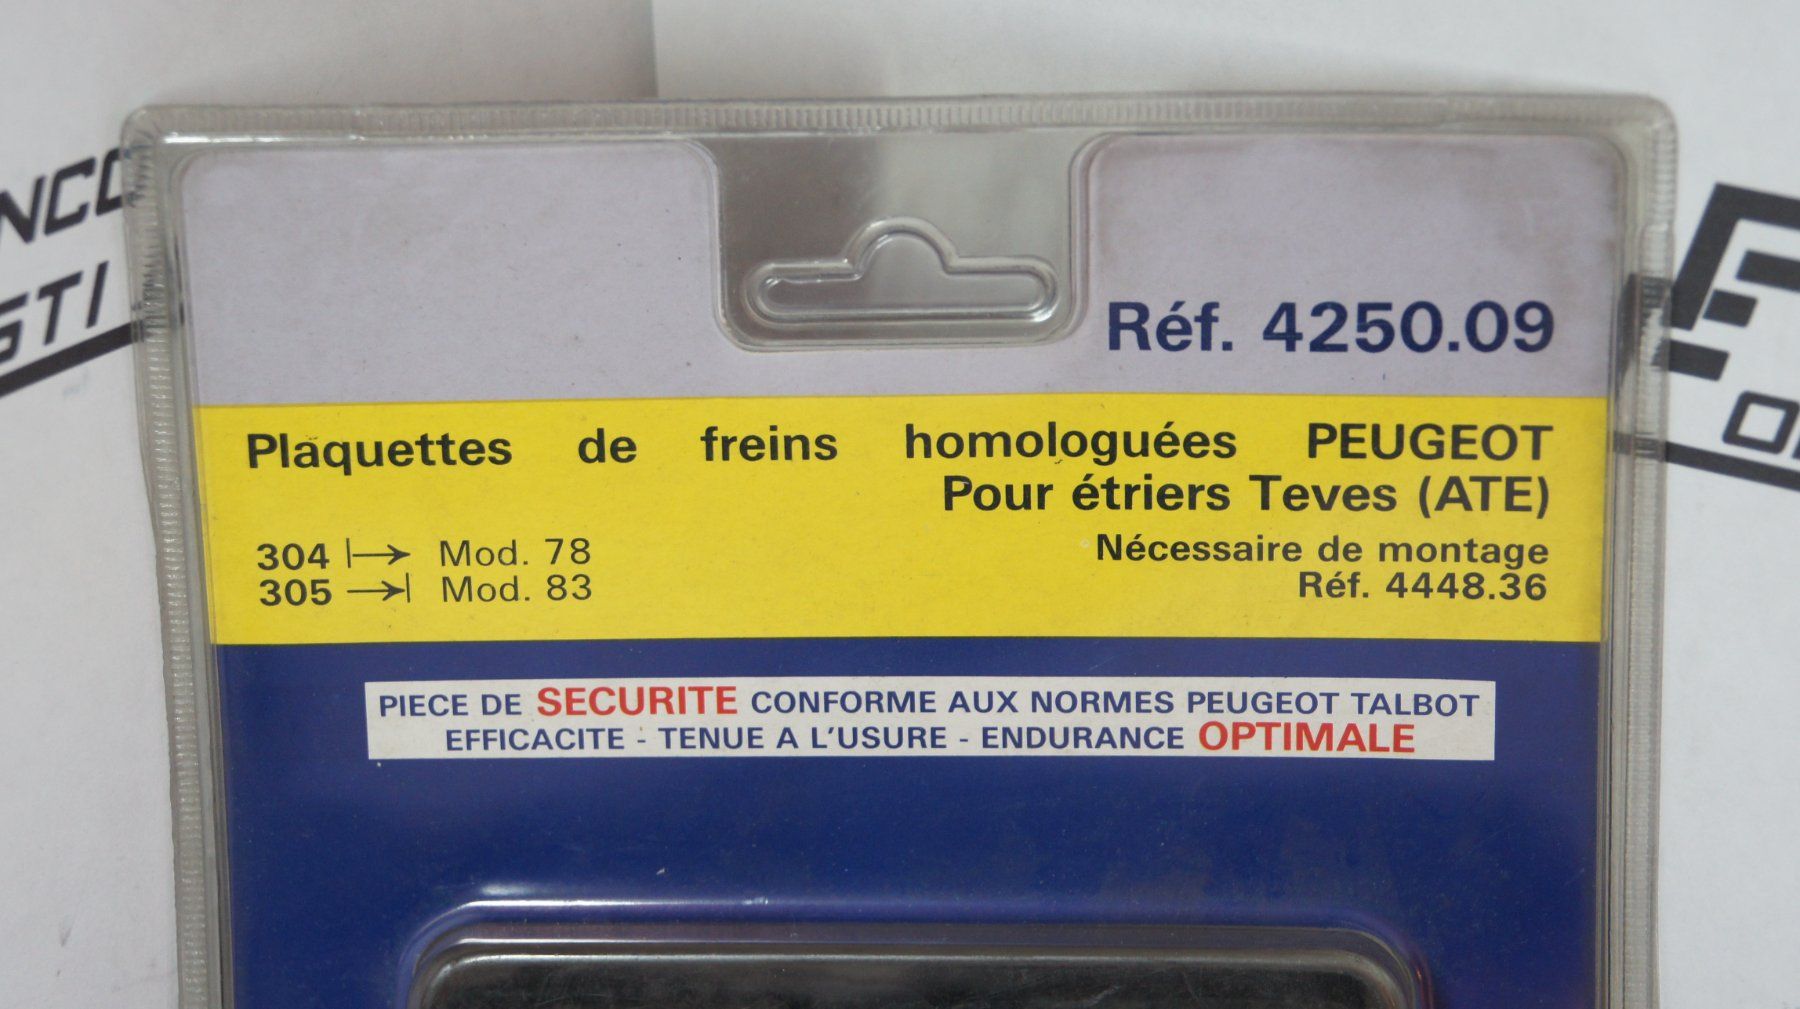 Réf. 4250.09
Plaquettes de freins homologuées PEUGEOT
Pour étriers Teves (ATE)
304 |→ Mod. 78
305 →| Mod. 83
Nécessaire de montage
Réf. 4448.36
PIECE DE SECURITE CONFORME AUX NORMES PEUGEOT TALBOT
EFFICACITE - TENUE A L'USURE - ENDURANCE OPTIMALE